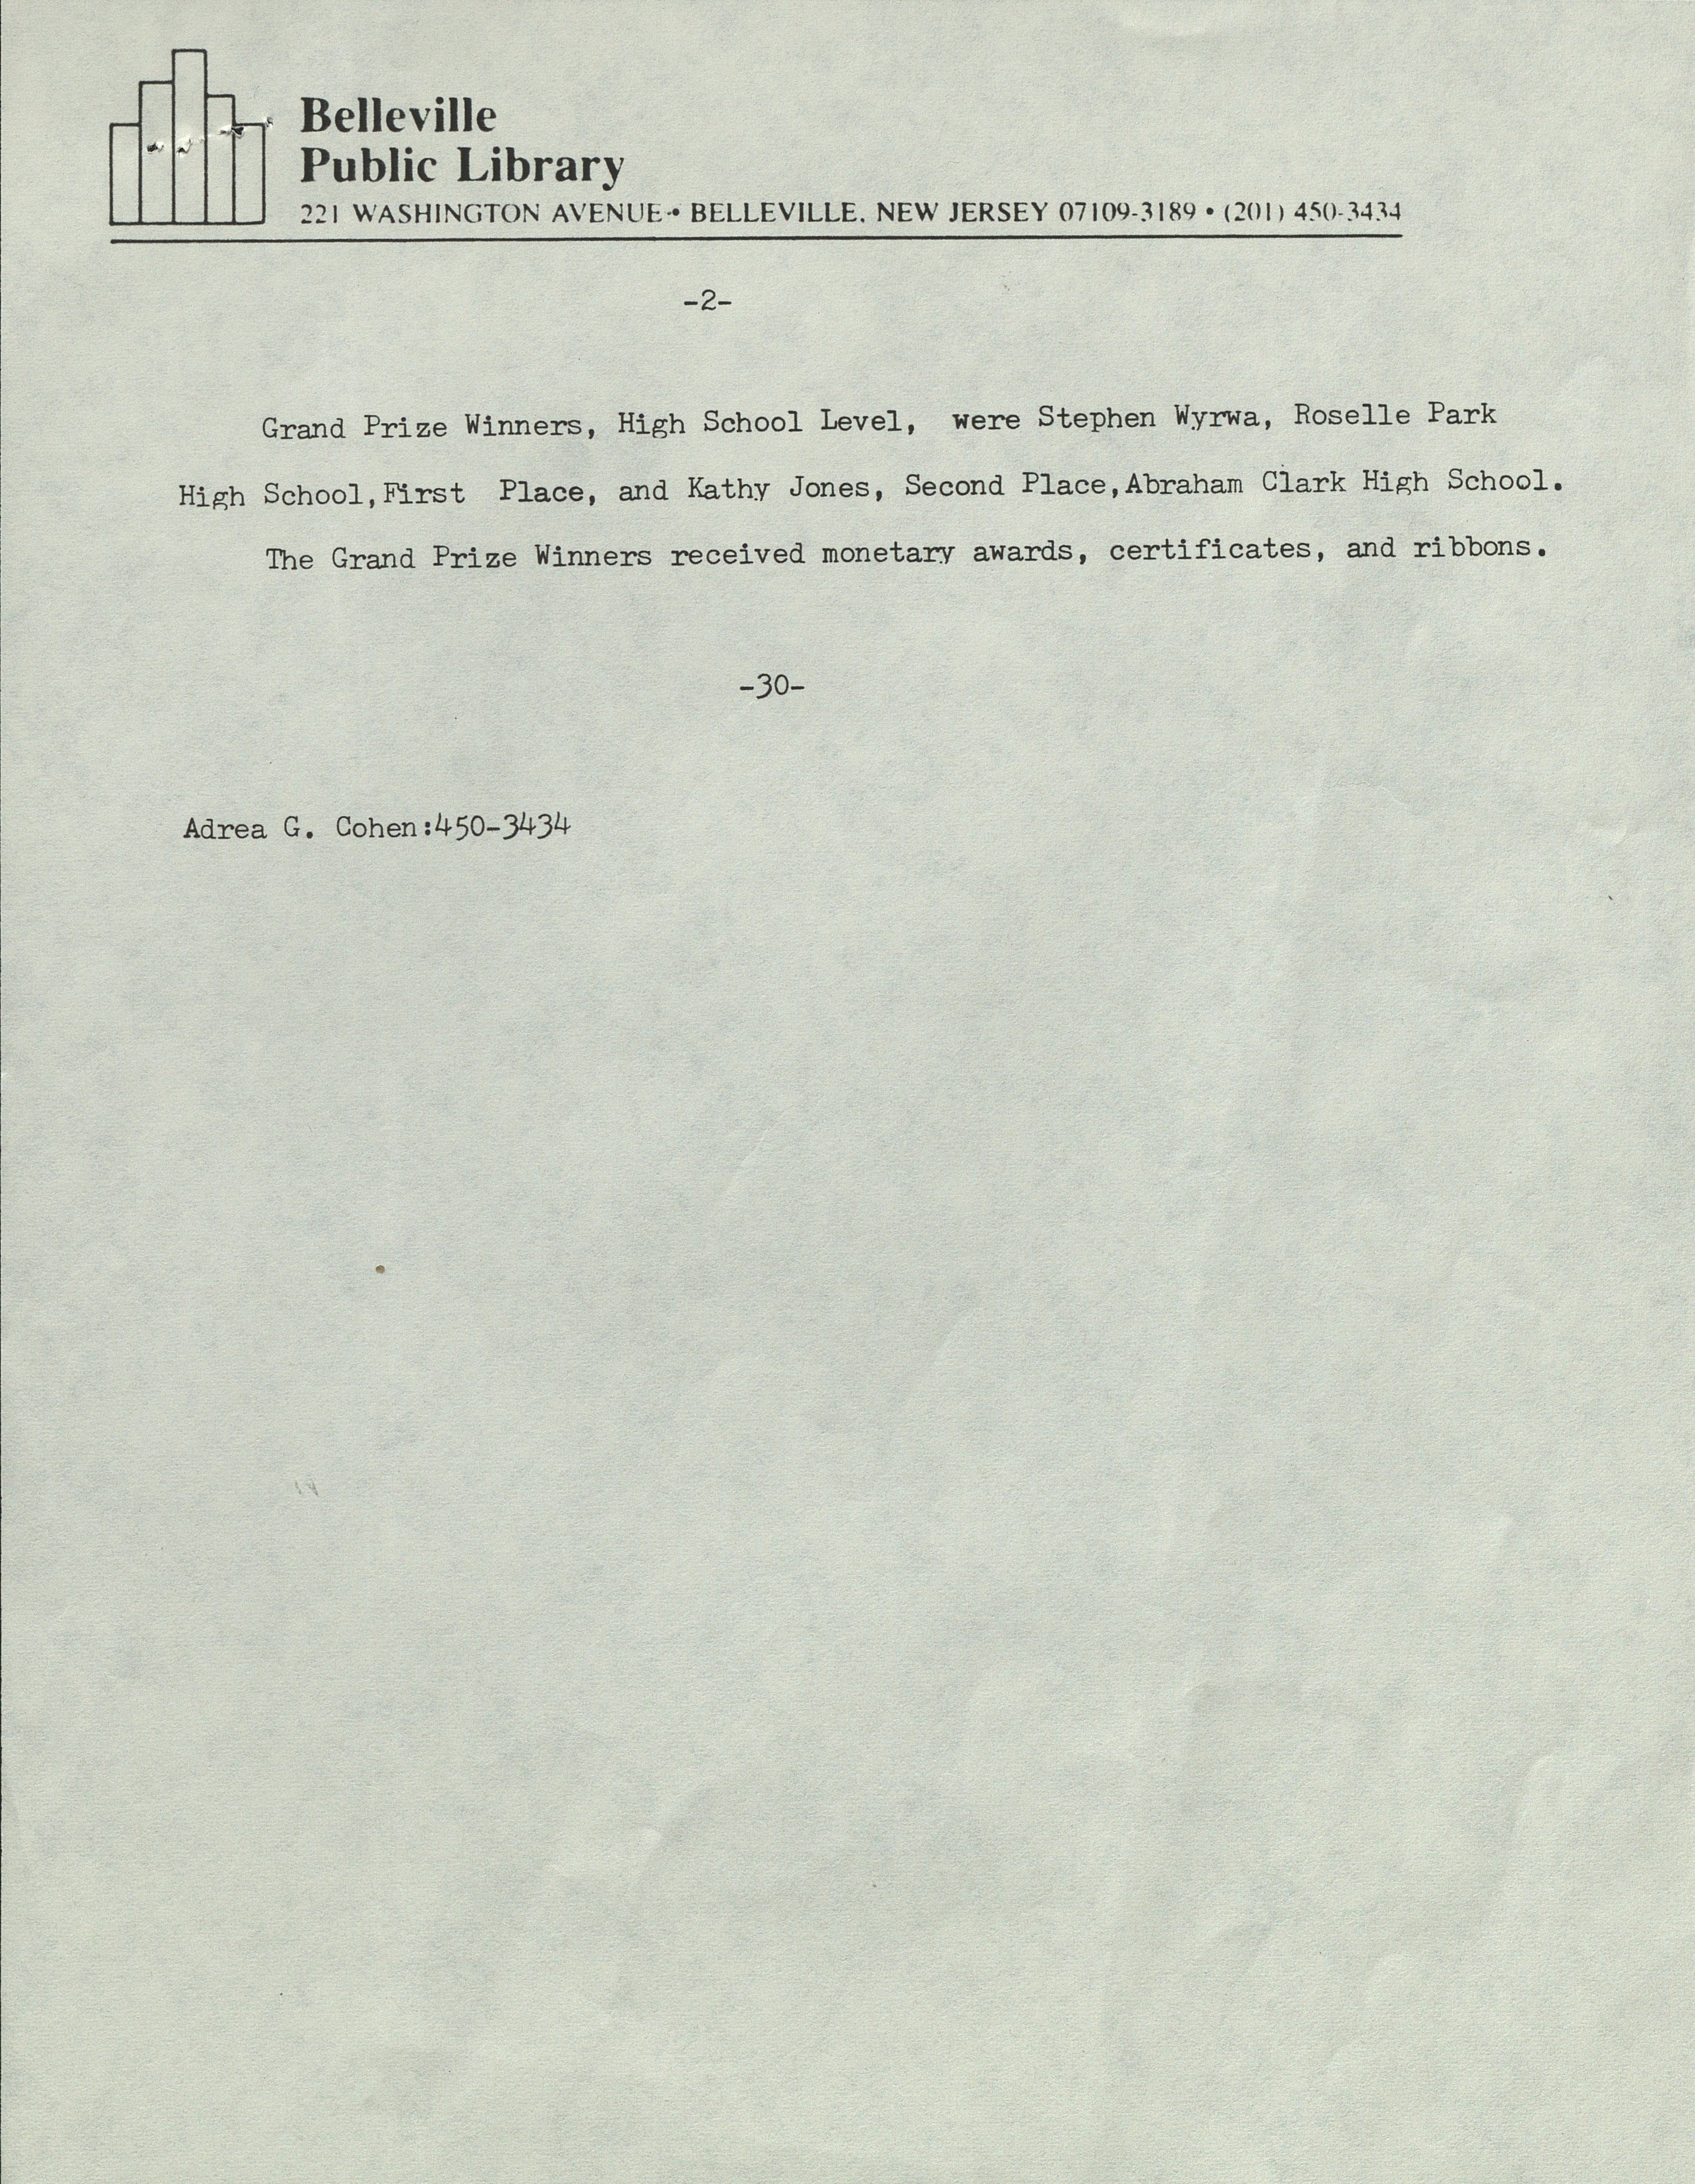 Belleville
Public Library
221 WASHINGTON AVENUE • BELLEVILLE, NEW JERSEY 07109-3189 • (201) 450-3434
-2-
Grand Prize Winners, High School Level, were Stephen Wyrwa, Roselle Park
High School,First Place, and Kathy Jones, Second Place,Abraham Clark High School.
The Grand Prize Winners received monetary awards, certificates, and ribbons.
-30-
Adrea G. Cohen:450-3434